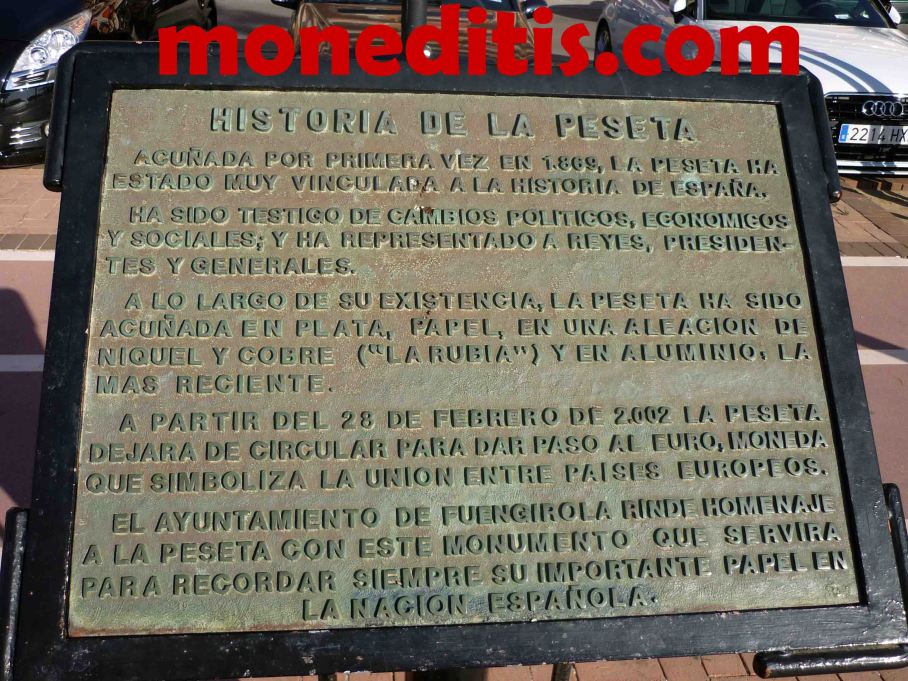 moneditis.com
HISTORIA DE LA PESETA
ACUÑADA POR PRIMERA VEZ EN 1.869, LA PESETA HA
ESTADO MUY VINCULADA A LA HISTORIA DE ESPAÑA.
HA SIDO TESTIGO DE CAMBIOS POLITICOS, ECONOMICOS
Y SOCIALES; Y HA REPRESENTADO A REYES, PRESIDEN-
TES Y GENERALES.
A LO LARGO DE SU EXISTENCIA, LA PESETA HA SIDO
ACUÑADA EN PLATA, PAPEL, EN UNA ALEACION DE
NIQUEL Y COBRE ("LA RUBIA") Y EN ALUMINIO, LA
MAS RECIENTE.
A PARTIR DEL 28 DE FEBRERO DE 2.002 LA PESETA
DEJARA DE CIRCULAR PARA DAR PASO AL EURO, MONEDA
QUE SIMBOLIZA LA UNION ENTRE PAÍSES EUROPEOS.
EL AYUNTAMIENTO DE FUENGIROLA RINDE HOMENAJE
A LA PESETA CON ESTE MONUMENTO QUE SERVIRA
PARA RECORDAR SIEMPRE SU IMPORTANTE PAPEL EN
LA NACION ESPAÑOLA.
2214 HX